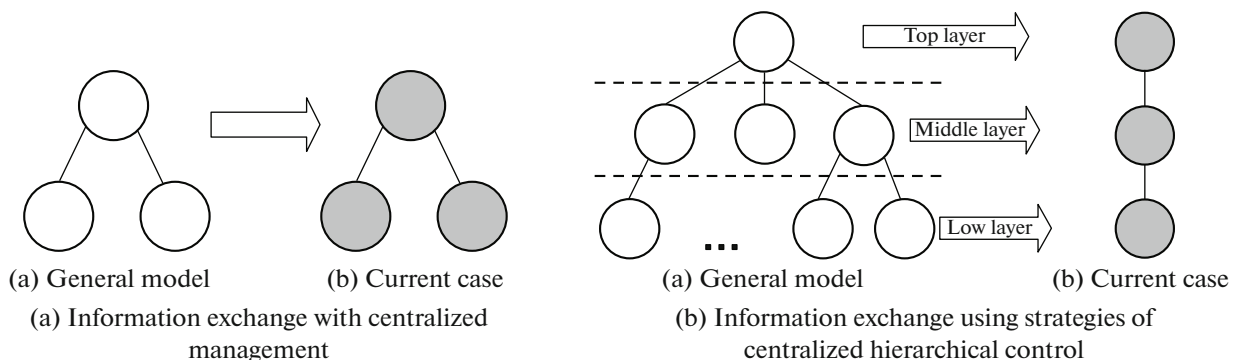 Top layer
Middle layer
Low layer
...
(a) General model
(b) Current case
(a) Information exchange with centralized
management
(a) General model
(b) Current case
(b) Information exchange using strategies of
centralized hierarchical control